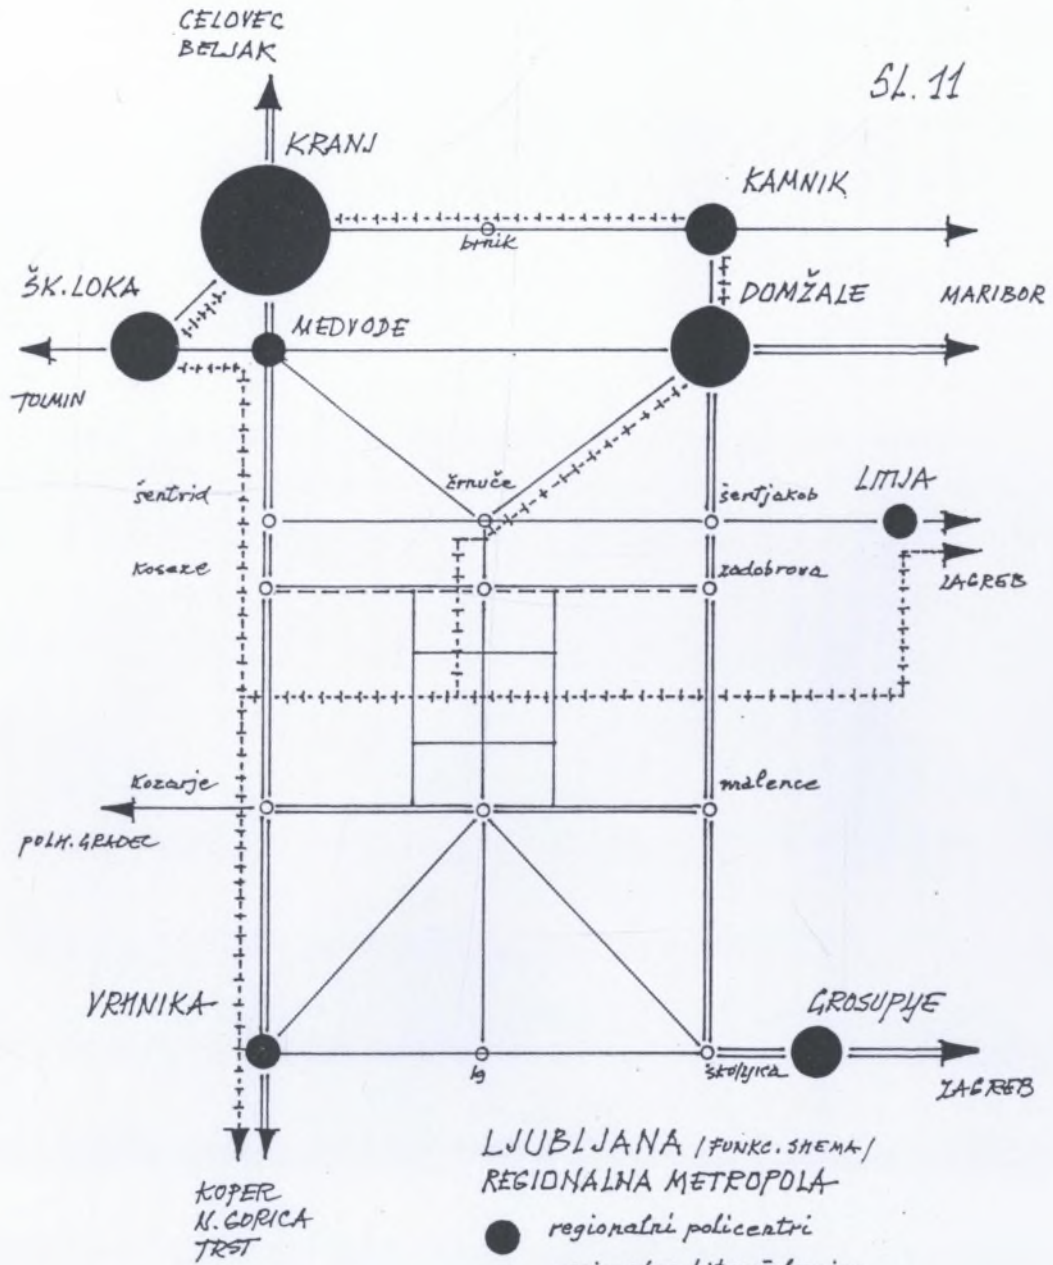 CELOVEC
BELJAK
SL. 11
KRANJ
KAMNIK
brnik
ŠK. LOKA
DOMŽALE
MARIBOR
MEDVODE
TOLMIN
šentvid
črnuče
šentjakob
LITIJA
koseze
zadobrova
ZAGREB
kozarje
malence
POLH. GRADEC
VRHNIKA
GROSUPLJE
ig
škofljica
ZAGREB
LJUBLJANA /FUNKC. SHEMA/
REGIONALNA METROPOLA
KOPER
N. GORICA
TRST
regionalni policentri